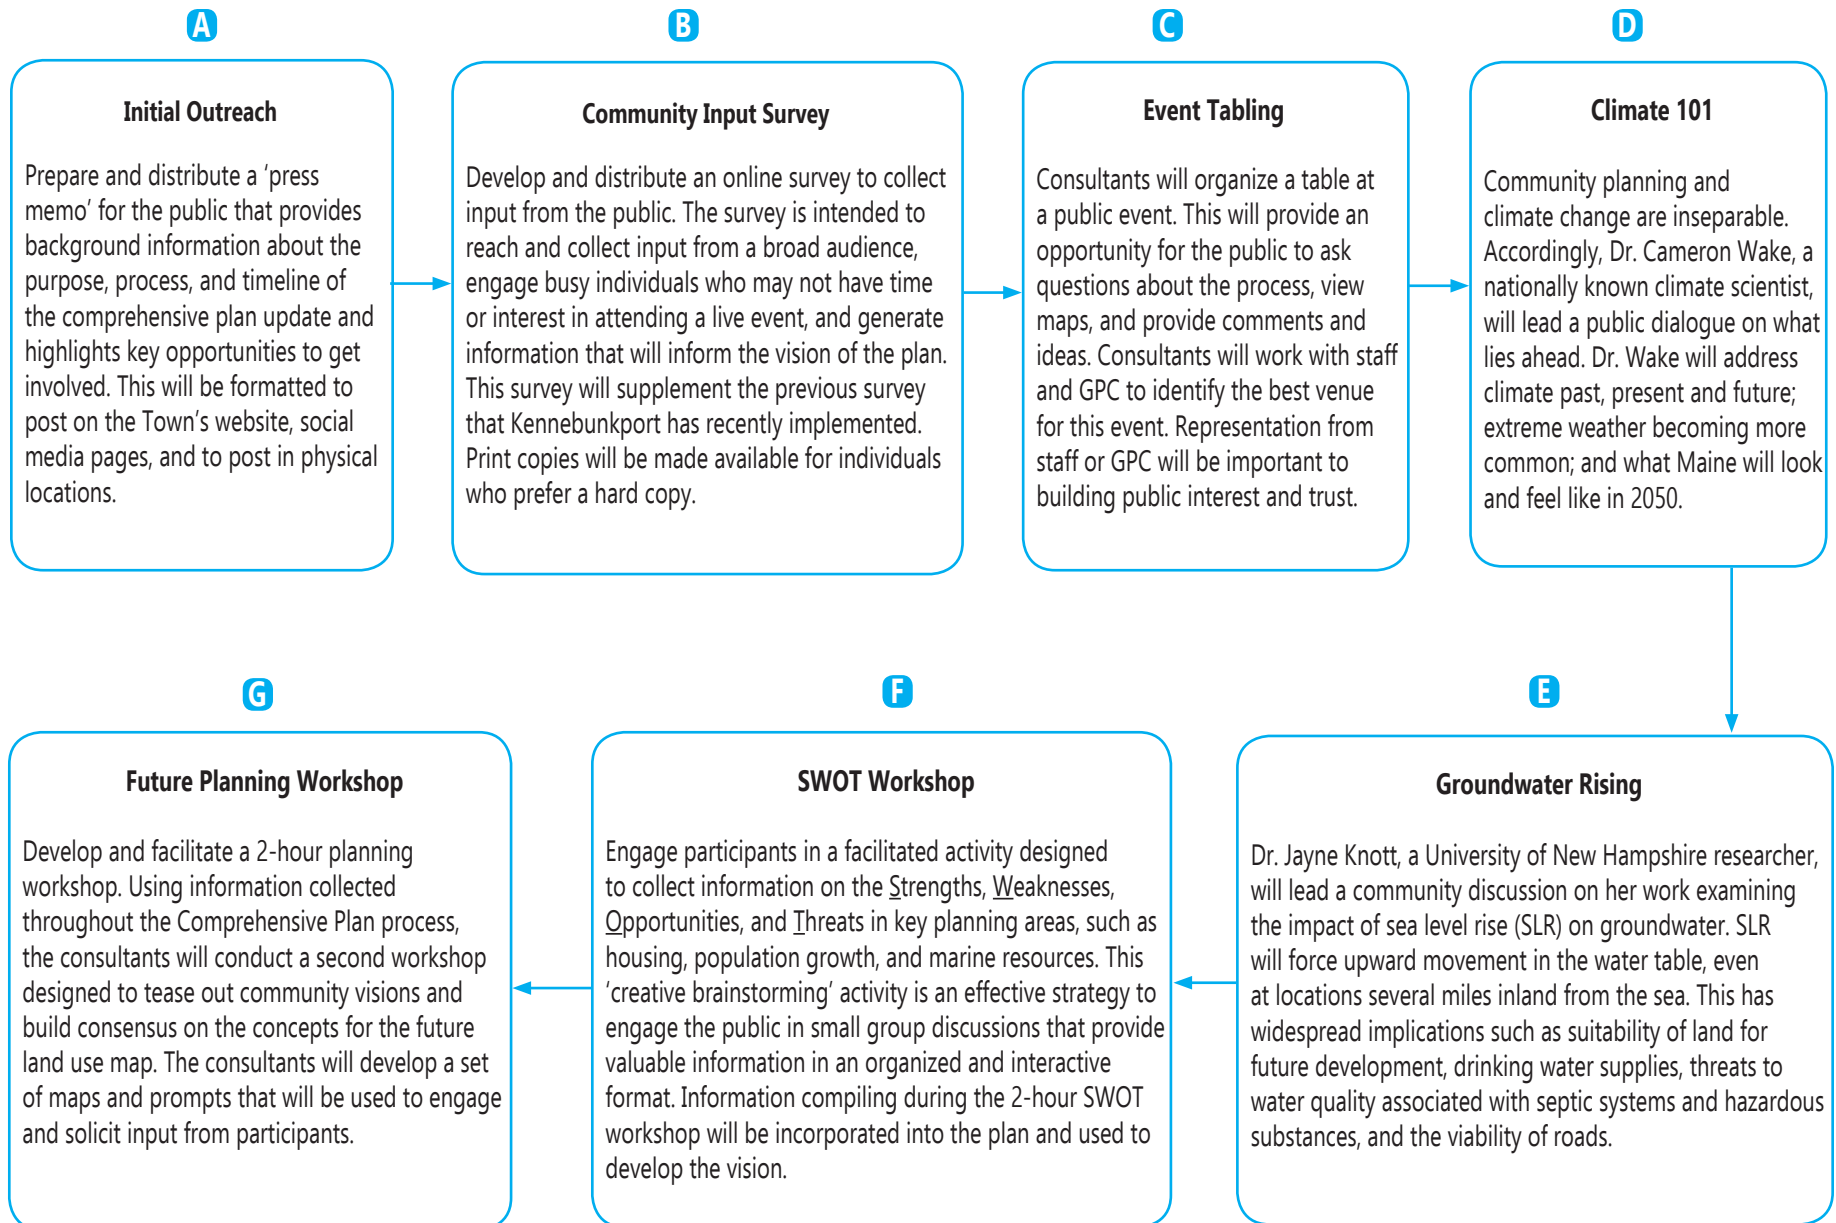 A
Initial Outreach
Prepare and distribute a ‘press
memo’ for the public that provides
background information about the
purpose, process, and timeline of
the comprehensive plan update and
highlights key opportunities to get
involved. This will be formatted to
post on the Town’s website, social
media pages, and to post in physical
locations.
B
Community Input Survey
Develop and distribute an online survey to collect
input from the public. The survey is intended to
reach and collect input from a broad audience,
engage busy individuals who may not have time
or interest in attending a live event, and generate
information that will inform the vision of the plan.
This survey will supplement the previous survey
that Kennebunkport has recently implemented.
Print copies will be made available for individuals
who prefer a hard copy.
C
Event Tabling
Consultants will organize a table at
a public event. This will provide an
opportunity for the public to ask
questions about the process, view
maps, and provide comments and
ideas. Consultants will work with staff
and GPC to identify the best venue
for this event. Representation from
staff or GPC will be important to
building public interest and trust.
D
Climate 101
Community planning and
climate change are inseparable.
Accordingly, Dr. Cameron Wake, a
nationally known climate scientist,
will lead a public dialogue on what
lies ahead. Dr. Wake will address
climate past, present and future;
extreme weather becoming more
common; and what Maine will look
and feel like in 2050.
E
Groundwater Rising
Dr. Jayne Knott, a University of New Hampshire researcher,
will lead a community discussion on her work examining
the impact of sea level rise (SLR) on groundwater. SLR
will force upward movement in the water table, even
at locations several miles inland from the sea. This has
widespread implications such as suitability of land for
future development, drinking water supplies, threats to
water quality associated with septic systems and hazardous
substances, and the viability of roads.
F
SWOT Workshop
Engage participants in a facilitated activity designed
to collect information on the Strengths, Weaknesses,
Opportunities, and Threats in key planning areas, such as
housing, population growth, and marine resources. This
‘creative brainstorming’ activity is an effective strategy to
engage the public in small group discussions that provide
valuable information in an organized and interactive
format. Information compiling during the 2-hour SWOT
workshop will be incorporated into the plan and used to
develop the vision.
G
Future Planning Workshop
Develop and facilitate a 2-hour planning
workshop. Using information collected
throughout the Comprehensive Plan process,
the consultants will conduct a second workshop
designed to tease out community visions and
build consensus on the concepts for the future
land use map. The consultants will develop a set
of maps and prompts that will be used to engage
and solicit input from participants.